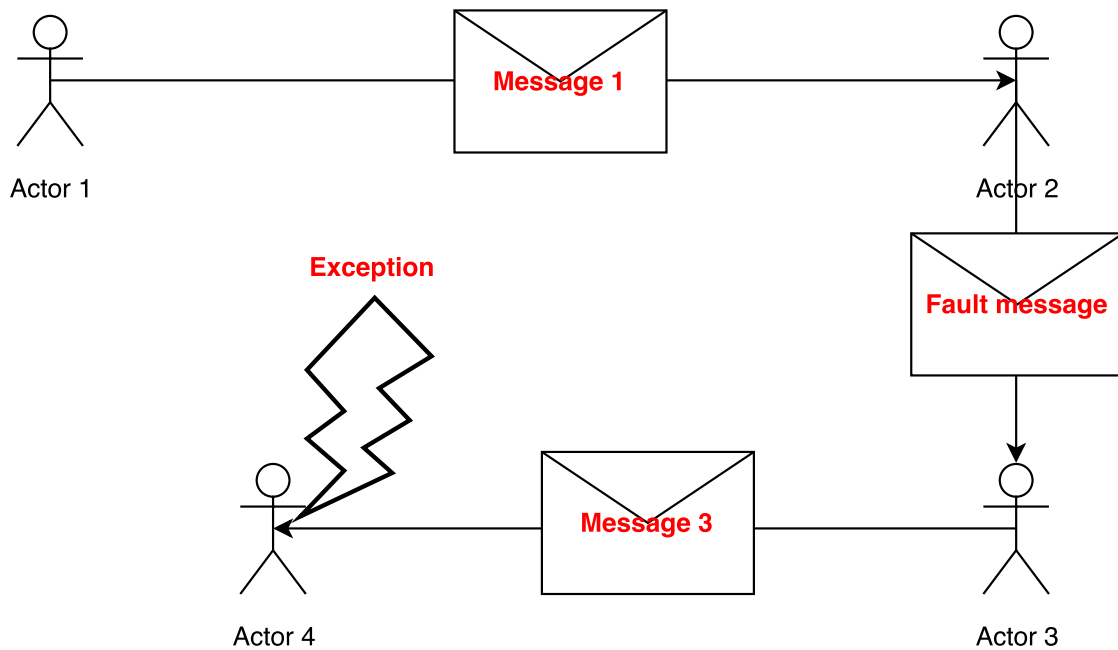 Message 1
Actor 1
Actor 2
Exception
Fault message
Message 3
Actor 4
Actor 3